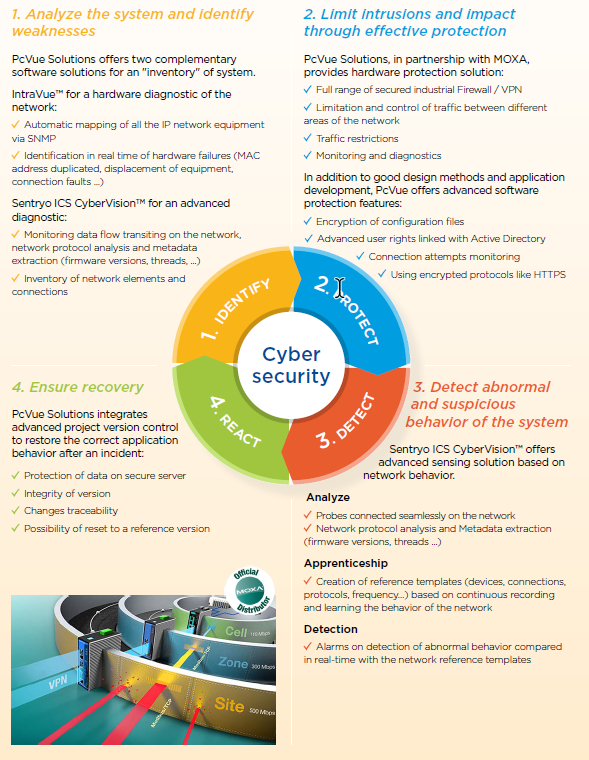 1. Analyze the system and identify
weaknesses
PcVue Solutions offers two complementary
software solutions for an "inventory" of system.
IntraVue™ for a hardware diagnostic of the
network:
✓ Automatic mapping of all the IP network equipment
via SNMP
✓ Identification in real time of hardware failures (MAC
address duplicated, displacement of equipment,
connection faults ...)
Sentryo ICS CyberVision™ for an advanced
diagnostic:
✓ Monitoring data flow transiting on the network,
network protocol analysis and metadata
extraction (firmware versions, threads, ...)
✓ Inventory of network elements and
connections
2. Limit intrusions and impact
through effective protection
PcVue Solutions, in partnership with MOXA,
provides hardware protection solution:
✓ Full range of secured industrial Firewall / VPN
✓ Limitation and control of traffic between different
areas of the network
✓ Traffic restrictions
✓ Monitoring and diagnostics
In addition to good design methods and application
development, PcVue offers advanced software
protection features:
✓ Encryption of configuration files
✓ Advanced user rights linked with Active Directory
✓ Connection attempts monitoring
✓ Using encrypted protocols like HTTPS
1. IDENTIFY
2. PROTECT
3. DETECT
4. REACT
Cyber
security
3. Detect abnormal
and suspicious
behavior of the system
Sentryo ICS CyberVision™ offers
advanced sensing solution based on
network behavior.
Analyze
✓ Probes connected seamlessly on the network
✓ Network protocol analysis and Metadata extraction
(firmware versions, threads ...)
Apprenticeship
✓ Creation of reference templates (devices, connections,
protocols, frequency...) based on continuous recording
and learning the behavior of the network
Detection
✓ Alarms on detection of abnormal behavior compared
in real-time with the network reference templates
4. Ensure recovery
PcVue Solutions integrates
advanced project version control
to restore the correct application
behavior after an incident:
✓ Protection of data on secure server
✓ Integrity of version
✓ Changes traceability
✓ Possibility of reset to a reference version
Official
MOXA
Distributor
Cell 110 Mbps
Zone 300 Mbps
Site 500 Mbps
VPN
Modbus/TCP
Modbus/TCP